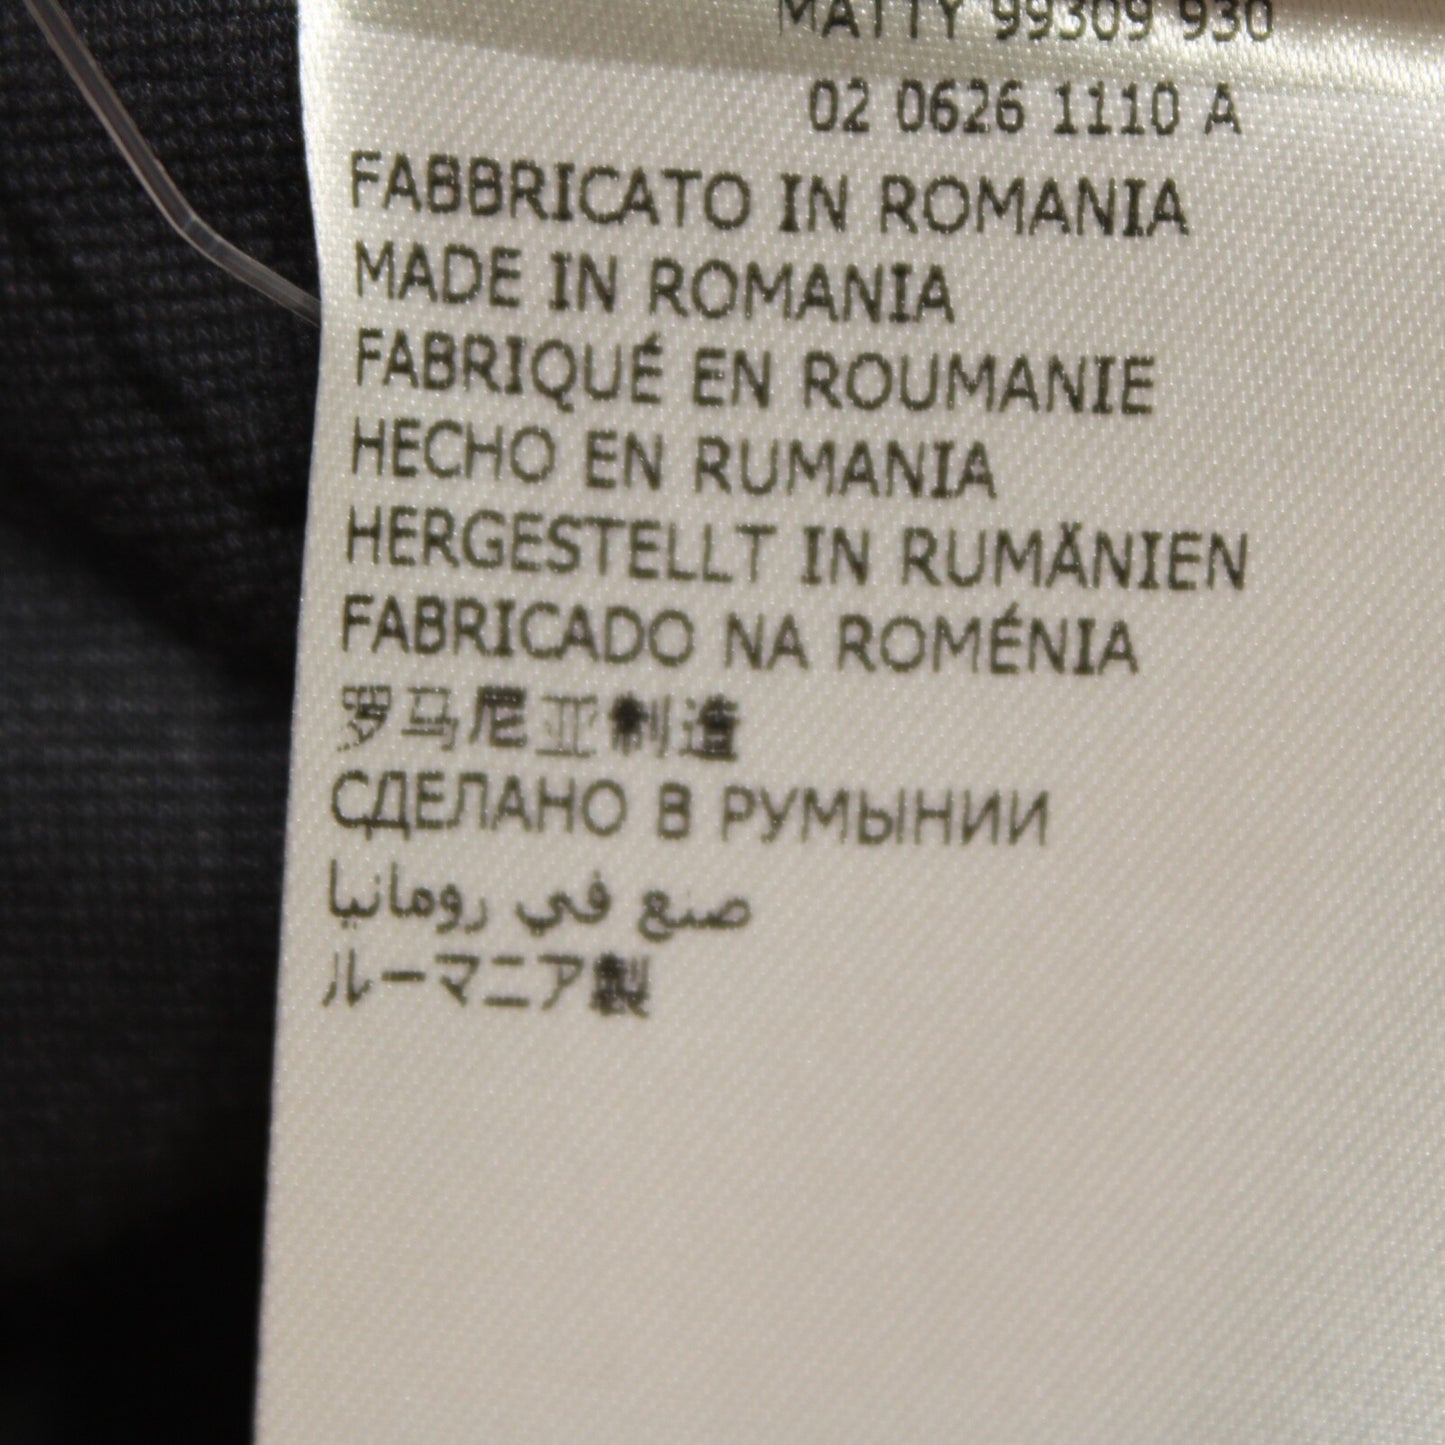 MATTY 99309 930
02 0626 1110 A
FABBRICATO IN ROMANIA
MADE IN ROMANIA
FABRIQUÉ EN ROUMANIE
HECHO EN RUMANIA
HERGESTELLT IN RUMÄNIEN
FABRICADO NA ROMÉNIA
罗马尼亚制造
СДЕЛАНО В РУМЫНИИ
صنع في رومانيا
ルーマニア製